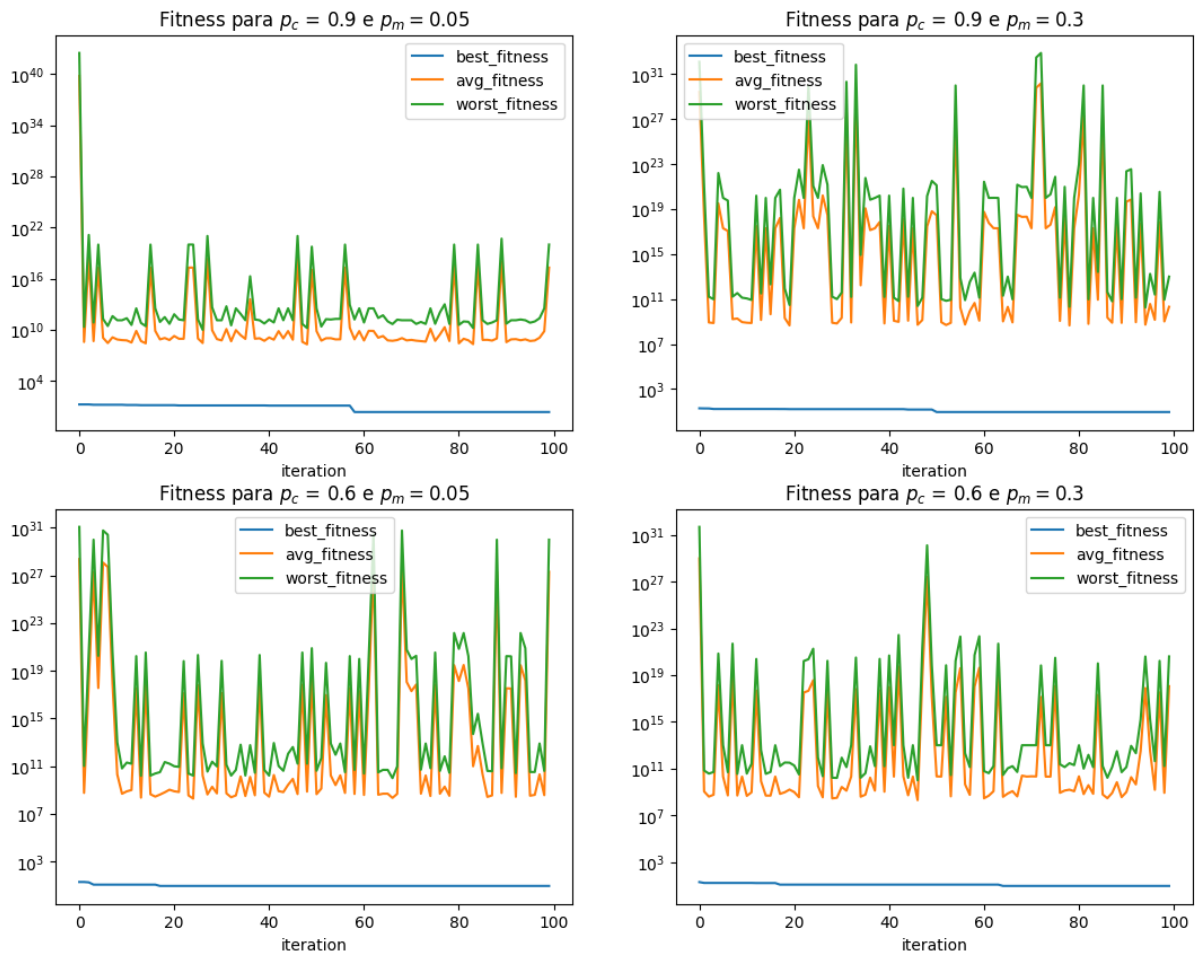 Fitness para p_c = 0.9 e p_m = 0.05
best_fitness
avg_fitness
worst_fitness
10^40
10^34
10^28
10^22
10^16
10^10
10^4
0 20 40 60 80 100
iteration
Fitness para p_c = 0.9 e p_m = 0.3
best_fitness
avg_fitness
worst_fitness
10^31
10^27
10^23
10^19
10^15
10^11
10^7
10^3
0 20 40 60 80 100
iteration
Fitness para p_c = 0.6 e p_m = 0.05
best_fitness
avg_fitness
worst_fitness
10^31
10^27
10^23
10^19
10^15
10^11
10^7
10^3
0 20 40 60 80 100
iteration
Fitness para p_c = 0.6 e p_m = 0.3
best_fitness
avg_fitness
worst_fitness
10^31
10^27
10^23
10^19
10^15
10^11
10^7
10^3
0 20 40 60 80 100
iteration